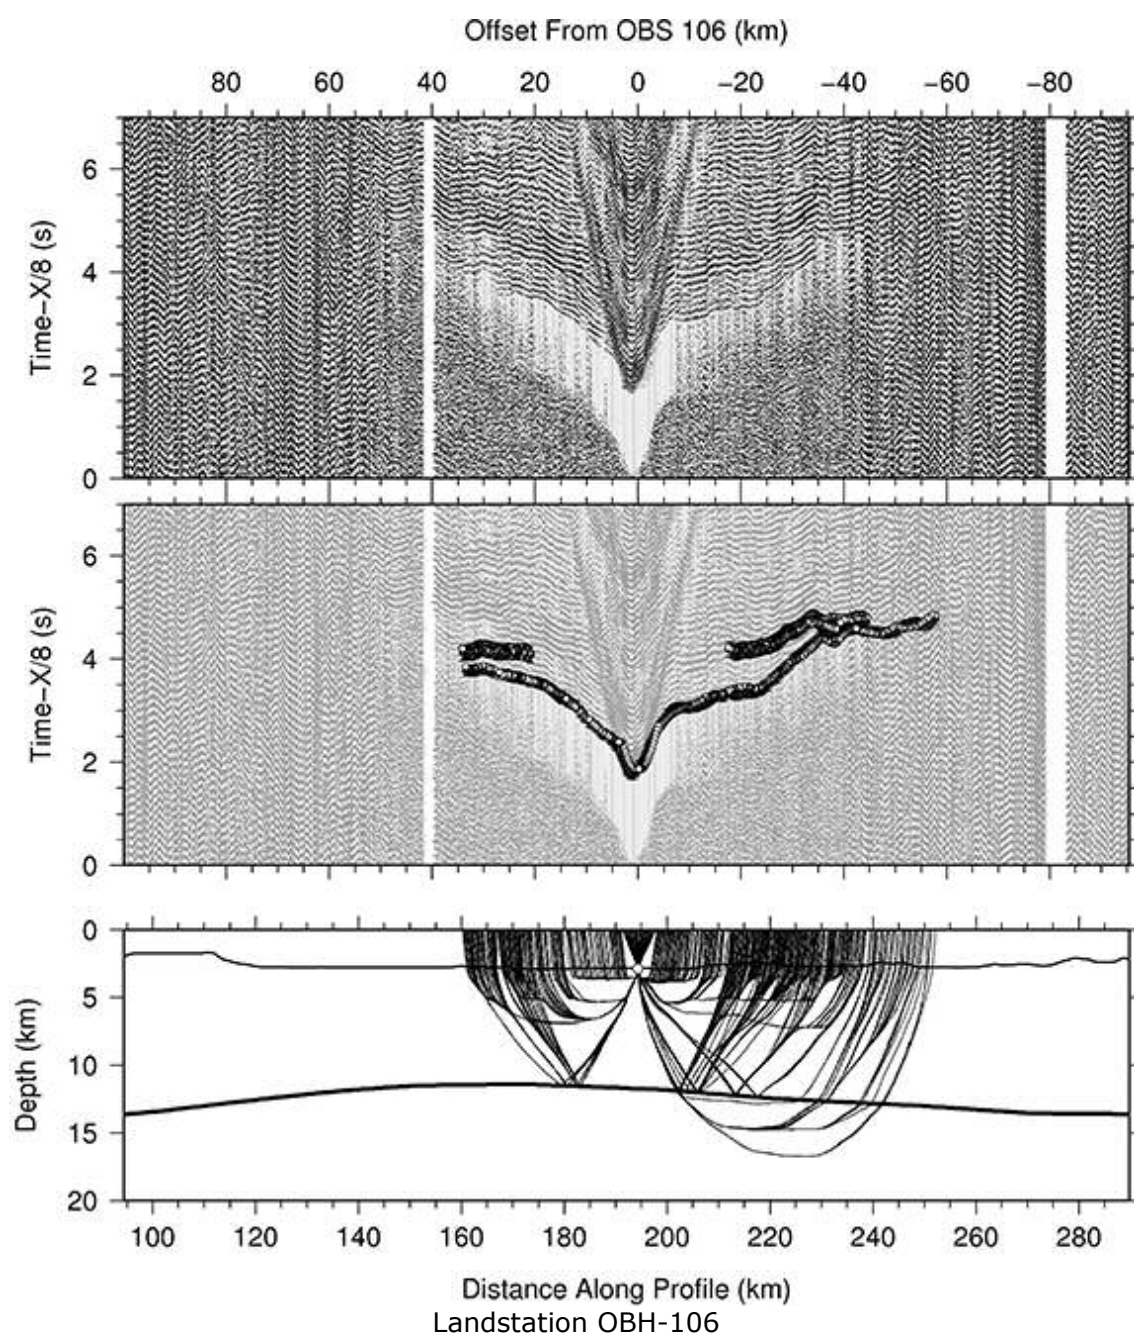 Offset From OBS 106 (km)
80 60 40 20 0 −20 −40 −60 −80
6
4
2
0
Time−X/8 (s)
6
4
2
0
Time−X/8 (s)
0
5
10
15
20
Depth (km)
100 120 140 160 180 200 220 240 260 280
Distance Along Profile (km)
Landstation OBH-106